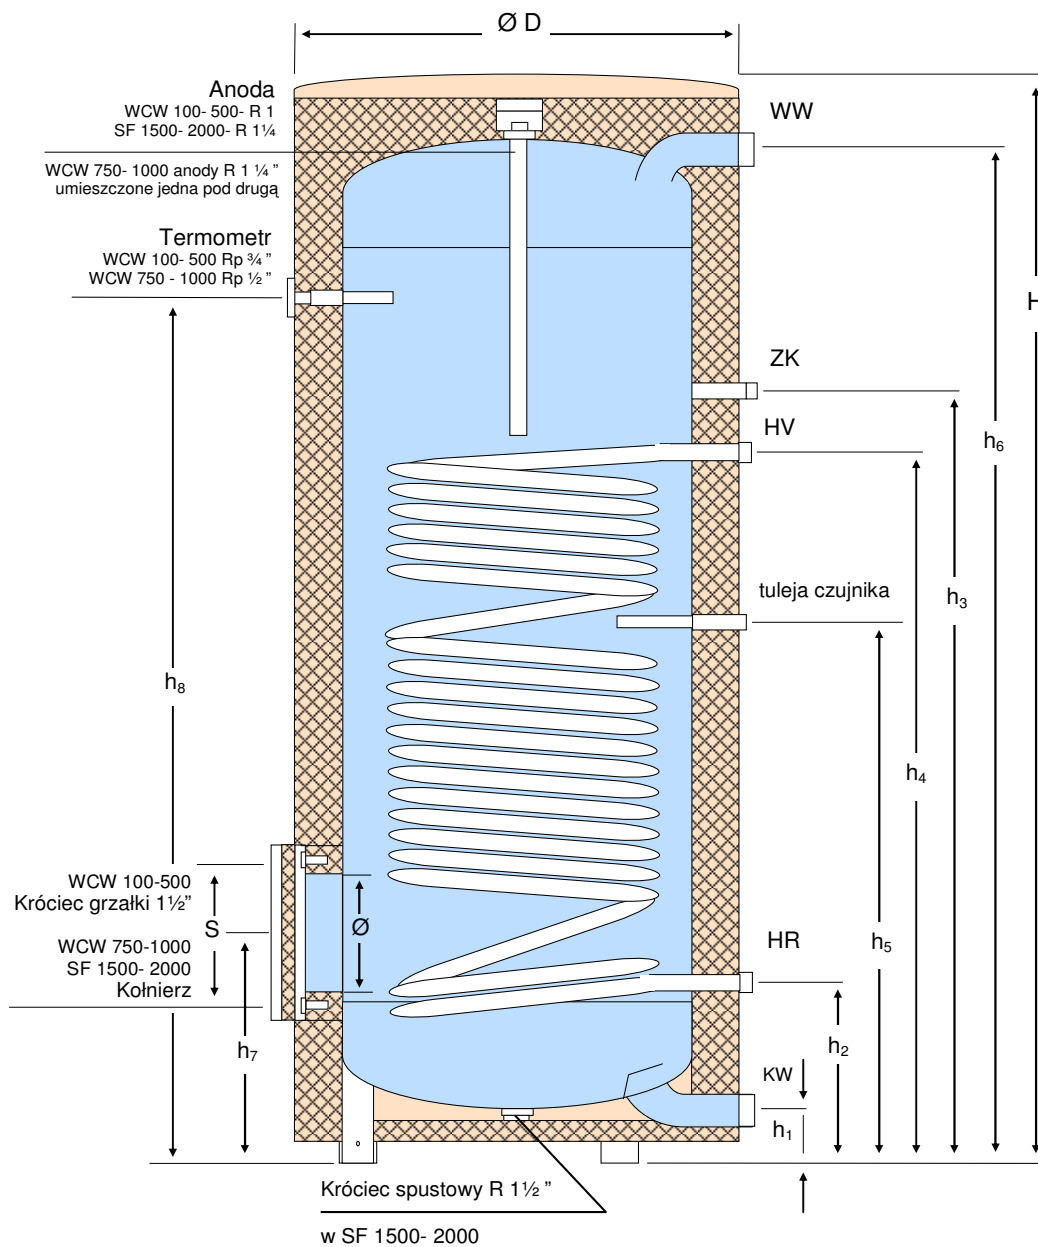 Ø D
Anoda
WCW 100- 500- R 1
SF 1500- 2000- R 1¼
WCW 750- 1000 anody R 1 ¼ ”
umieszczone jedna pod drugą
Termometr
WCW 100- 500 Rp ¾ ”
WCW 750 - 1000 Rp ½ ”
WW
H
ZK
HV
h6
h3
tuleja czujnika
h8
h4
WCW 100-500
Króciec grzałki 1½”
S
Ø
WCW 750-1000
SF 1500- 2000
Kołnierz
HR
h5
h7
h2
KW
h1
Króciec spustowy R 1½ ”
w SF 1500- 2000